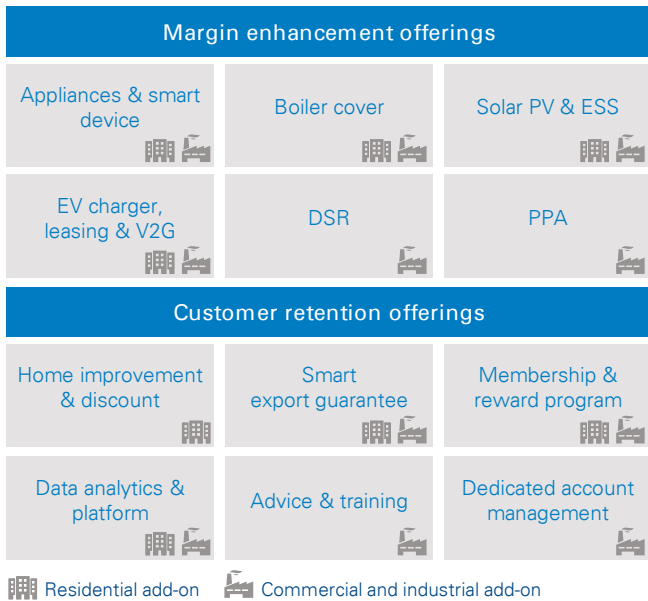 Margin enhancement offerings
Appliances & smart
device
Boiler cover
Solar PV & ESS
EV charger,
leasing & V2G
DSR
PPA
Customer retention offerings
Home improvement
& discount
Smart
export guarantee
Membership &
reward program
Data analytics &
platform
Advice & training
Dedicated account
management
Residential add-on
Commercial and industrial add-on